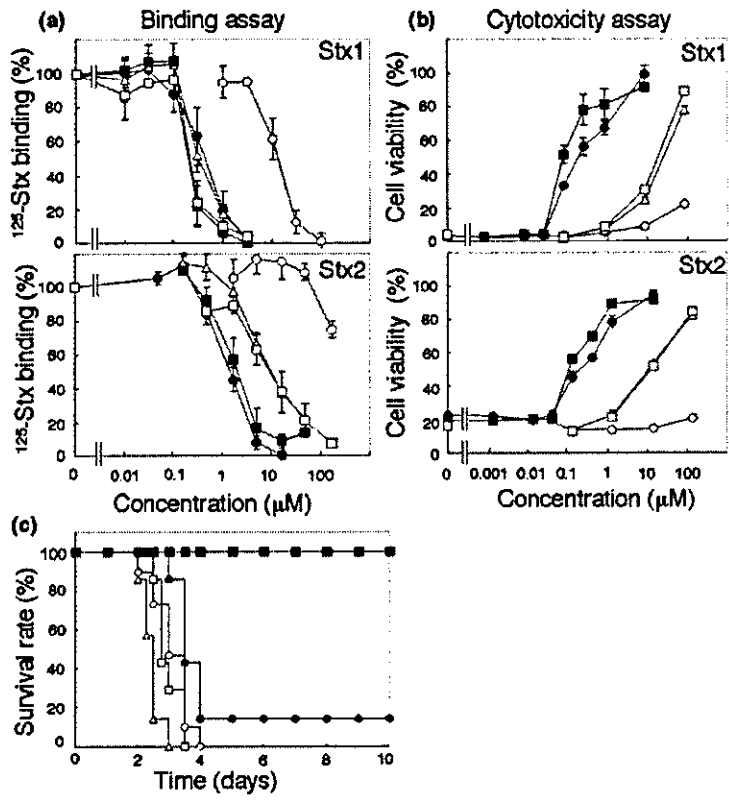 (a) Binding assay
Stx1
100
80
60
40
20
0
¹²⁵-Stx binding (%)
Stx2
100
80
60
40
20
0
¹²⁵-Stx binding (%)
0 0.01 0.1 1 10 100
Concentration (μM)
(b) Cytotoxicity assay
Stx1
100
80
60
40
20
0
Cell viability (%)
Stx2
100
80
60
40
20
0
Cell viability (%)
0 0.001 0.01 0.1 1 10 100
Concentration (μM)
(c)
100
80
60
40
20
0
Survival rate (%)
0 2 4 6 8 10
Time (days)